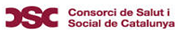 CSC Consorci de Salut i
Social de Catalunya